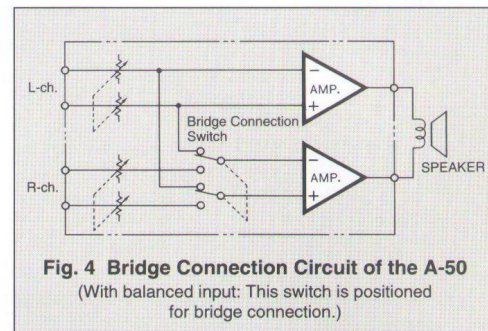 L-ch.
AMP.
Bridge Connection
Switch
R-ch.
AMP.
SPEAKER
Fig. 4 Bridge Connection Circuit of the A-50
(With balanced input: This switch is positioned
for bridge connection.)